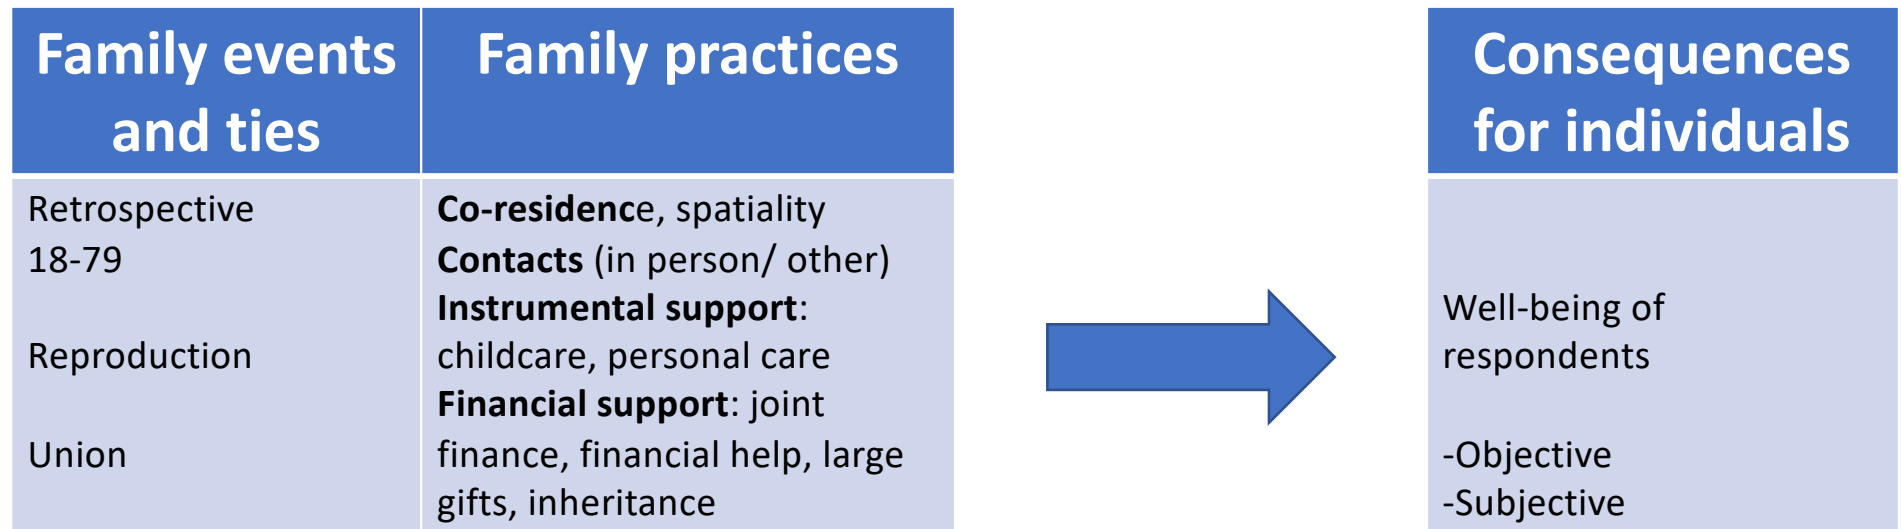 Family events
and ties
Family practices
Consequences
for individuals
Retrospective
18-79
Reproduction
Union
Co-residence, spatiality
Contacts (in person/ other)
Instrumental support:
childcare, personal care
Financial support: joint
finance, financial help, large
gifts, inheritance
Well-being of
respondents
-Objective
-Subjective